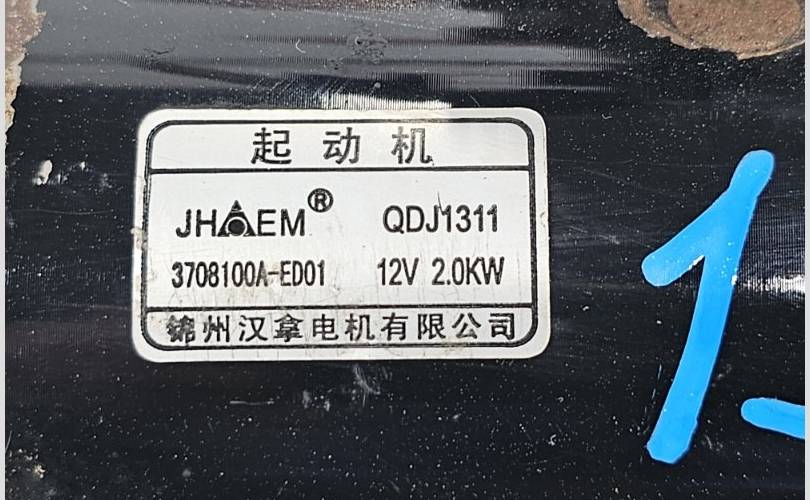 起动机
JHAEM® QDJ1311
3708100A-ED01 12V 2.0KW
锦州汉拿电机有限公司
1